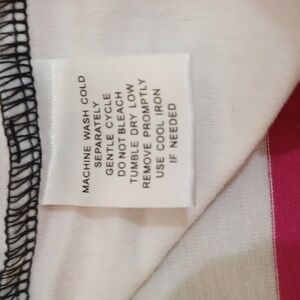 MACHINE WASH COLD
SEPARATELY
GENTLE CYCLE
DO NOT BLEACH
TUMBLE DRY LOW
REMOVE PROMPTLY
USE COOL IRON
IF NEEDED